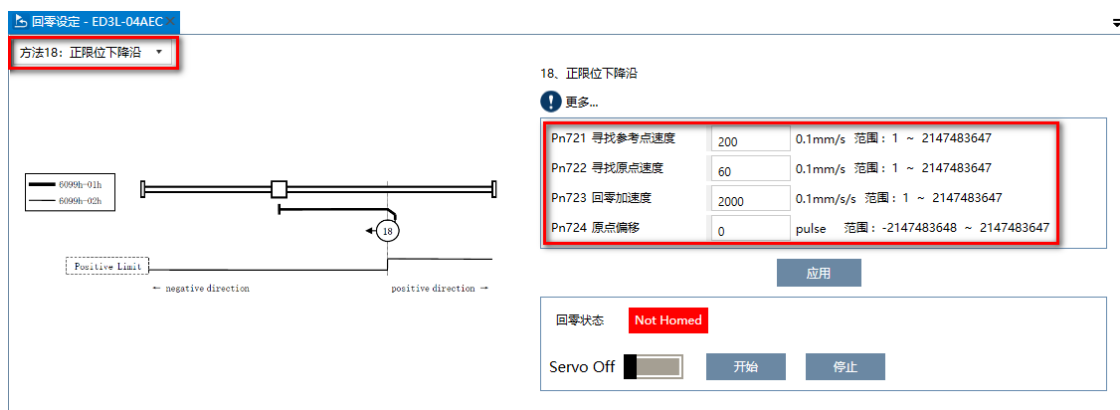 回零设定 - ED3L-04AEC
方法18：正限位下降沿
18、正限位下降沿
更多...
Pn721 寻找参考点速度 200 0.1mm/s 范围：1 ~ 2147483647
Pn722 寻找原点速度 60 0.1mm/s 范围：1 ~ 2147483647
Pn723 回零加速度 2000 0.1mm/s/s 范围：1 ~ 2147483647
Pn724 原点偏移 0 pulse 范围：-2147483648 ~ 2147483647
应用
6099h-01h
6099h-02h
18
Positive Limit
← negative direction positive direction →
回零状态 Not Homed
Servo Off 开始 停止